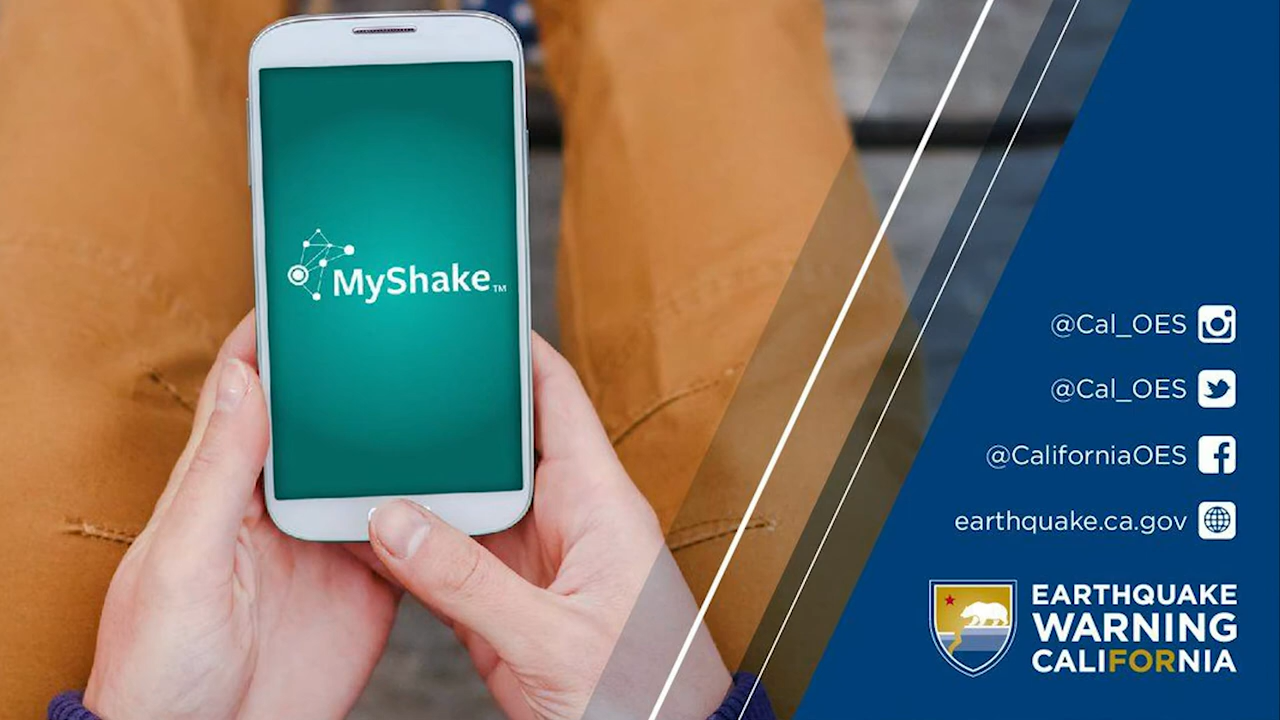 MyShake™
@Cal_OES
@Cal_OES
@CaliforniaOES
earthquake.ca.gov
EARTHQUAKE
WARNING
CALIFORNIA